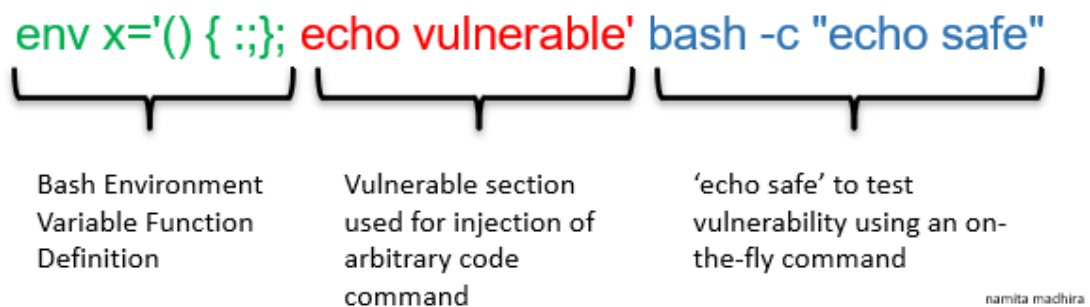 env x='() { :;}; echo vulnerable' bash -c "echo safe"
Bash Environment
Variable Function
Definition
Vulnerable section
used for injection of
arbitrary code
command
‘echo safe’ to test
vulnerability using an on-
the-fly command
namita madhira